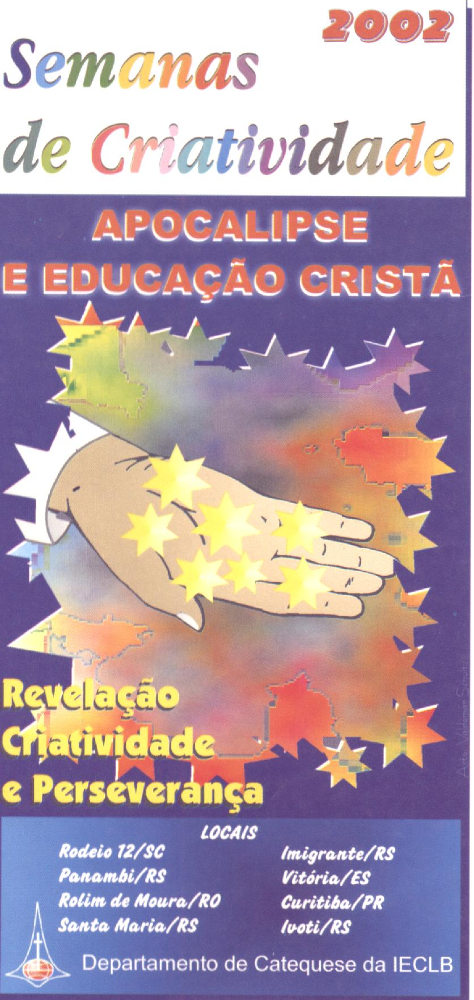 2002
Semanas
de Criatividade
APOCALIPSE
E EDUCAÇÃO CRISTÃ
Revelação
Criatividade
e Perseverança
LOCAIS
Rodeio 12/SC
Panambi/RS
Rolim de Moura/RO
Santa Maria/RS
Imigrante/RS
Vitória/ES
Curitiba/PR
Ivoti/RS
Departamento de Catequese da IECLB
Arte: Valdemar Schultz